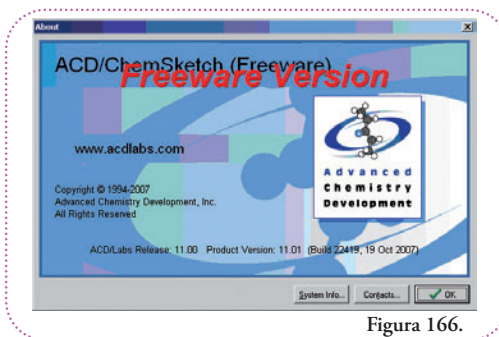 About
ACD/ChemSketch (Freeware)
Freeware Version
www.acdlabs.com
Advanced
Chemistry
Development
Copyright © 1994-2007
Advanced Chemistry Development, Inc.
All Rights Reserved
ACD/Labs Release: 11.00 Product Version: 11.01 (Build 22419, 19 Oct 2007)
System Info... Contacts... OK
Figura 166.